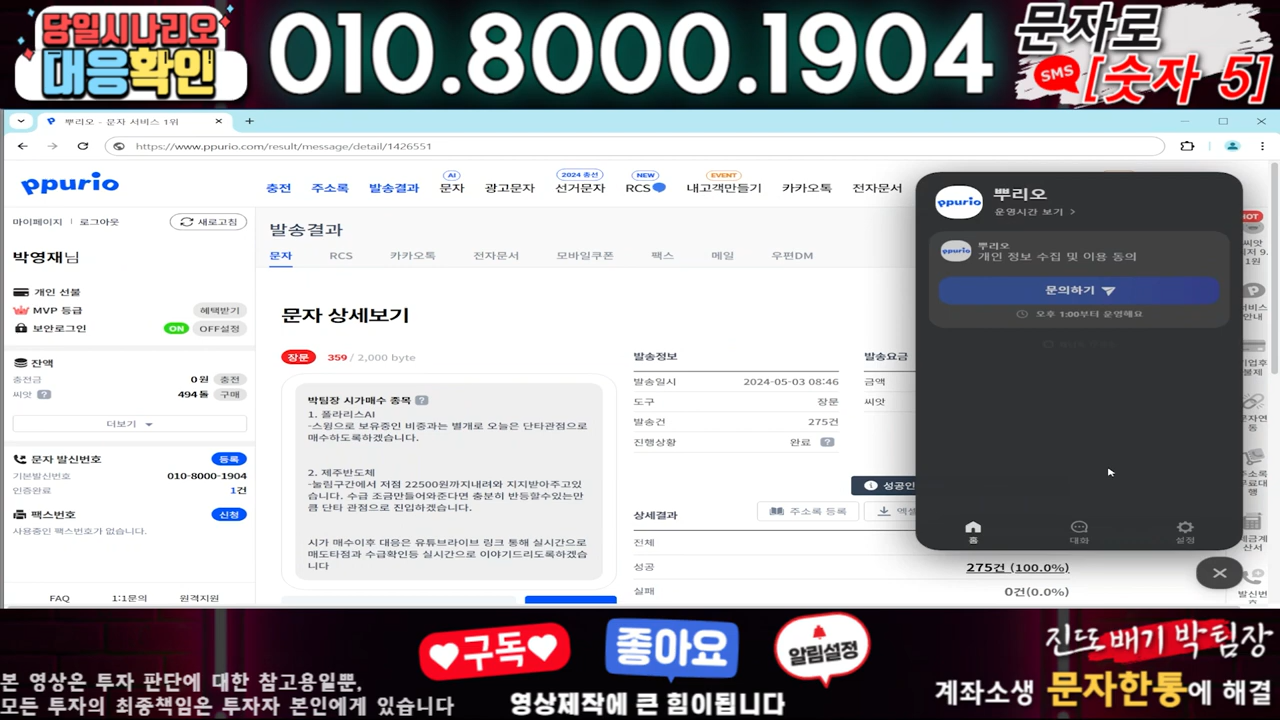 당일시나리오
대응확인
010.8000.1904
문자로
SMS [숫자 5]
뿌리오 - 문자 서비스 1위
https://www.ppurio.com/result/message/detail/1426551
ppurio
충전 주소록 발송결과 AI 문자 광고문자 2024 총선 선거문자 NEW RCS EVENT 내고객만들기 카카오톡 전자문서
마이페이지 로그아웃 새로고침
박영재님
개인 선불
MVP 등급 혜택받기
보안로그인 ON OFF설정
잔액
충전금 0 원 충전
씨앗 ? 494 톨 구매
더보기
문자 발신번호 등록
기본발신번호 010-8000-1904
인증완료 1건
팩스번호 신청
사용중인 팩스번호가 없습니다.
FAQ 1:1문의 원격지원
발송결과
문자 RCS 카카오톡 전자문서 모바일쿠폰 팩스 메일 우편DM
문자 상세보기
장문 359 / 2,000 byte
박팀장 시가매수 종목 ?
1. 폴라리스AI
-스윙으로 보유중인 비중과는 별개로 오늘은 단타관점으로
매수하도록하겠습니다.
2. 제주반도체
-눌림구간에서 저점 22500원까지내려와 지지받아주고있
습니다. 수급 조금만들어와준다면 충분히 반등할수있는만
큼 단타 관점으로 진입하겠습니다.
시가 매수이후 대응은 유튜브라이브 링크 통해 실시간으로
매도타점과 수급확인등 실시간으로 이야기드리도록하겠습
니다
발송정보
발송일시 2024-05-03 08:46
도구 장문
발송건 275건
진행상황 완료 ?
발송요금
금액
씨앗
성공인
상세결과 주소록 등록 엑셀
전체
성공 275건 (100.0%)
실패 0건(0.0%)
ppurio 뿌리오
운영시간 보기 >
ppurio 뿌리오
개인 정보 수집 및 이용 동의
문의하기
오후 1:00부터 운영해요
홈 대화 설정
구독 좋아요 알림설정
영상제작에 큰 힘이됩니다
본 영상은 투자 판단에 대한 참고용일뿐,
모든 투자의 최종책임은 투자자 본인에게 있습니다
진또배기 박팀장
계좌소생 문자한통에 해결